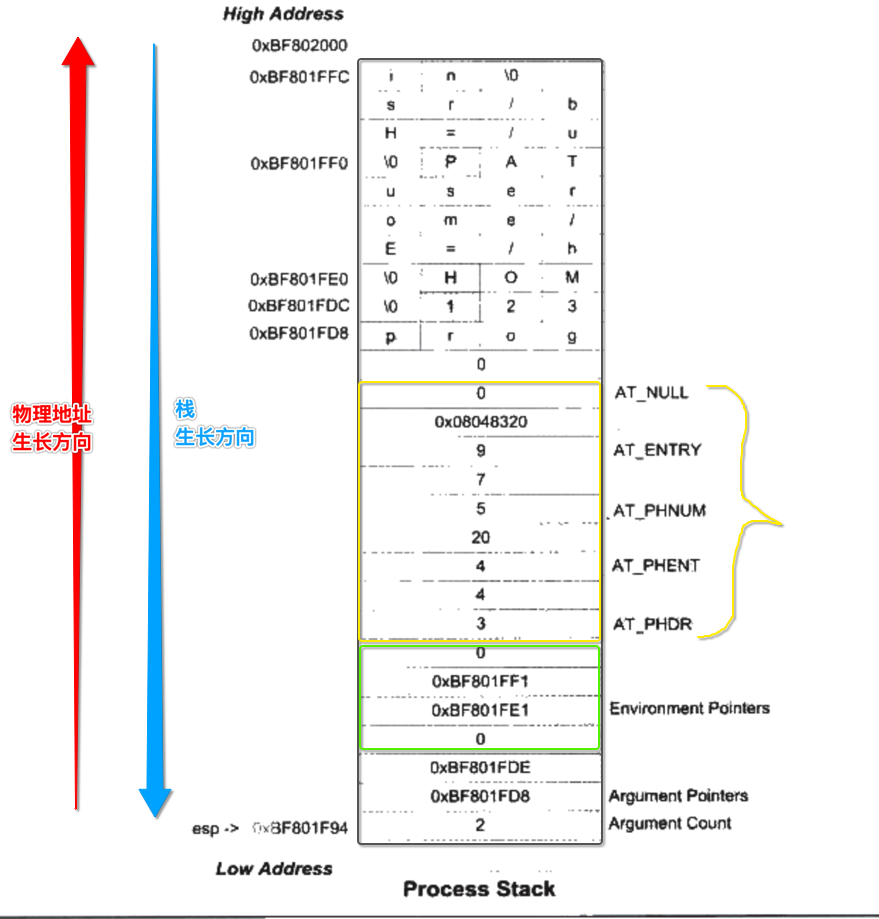 High Address
0xBF802000
0xBF801FFC i n \0
s r / b
H = / u
0xBF801FF0 \0 P A T
u s e r
o m e /
E = / h
0xBF801FE0 \0 H O M
0xBF801FDC \0 1 2 3
0xBF801FD8 p r o g
0
0 AT_NULL
0x08048320
9 AT_ENTRY
7
5 AT_PHNUM
20
4 AT_PHENT
4
3 AT_PHDR
0
0xBF801FF1
0xBF801FE1 Environment Pointers
0
0xBF801FDE
0xBF801FD8 Argument Pointers
esp -> 0xBF801F94 2 Argument Count
Low Address
Process Stack
物理地址
生长方向
栈
生长方向